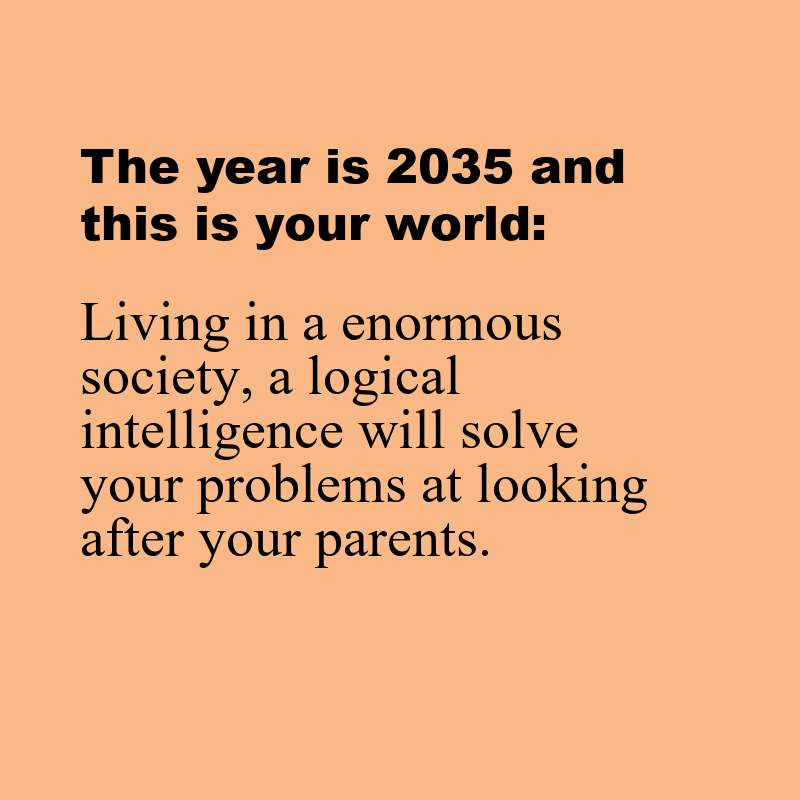 The year is 2035 and
this is your world:
Living in a enormous
society, a logical
intelligence will solve
your problems at looking
after your parents.